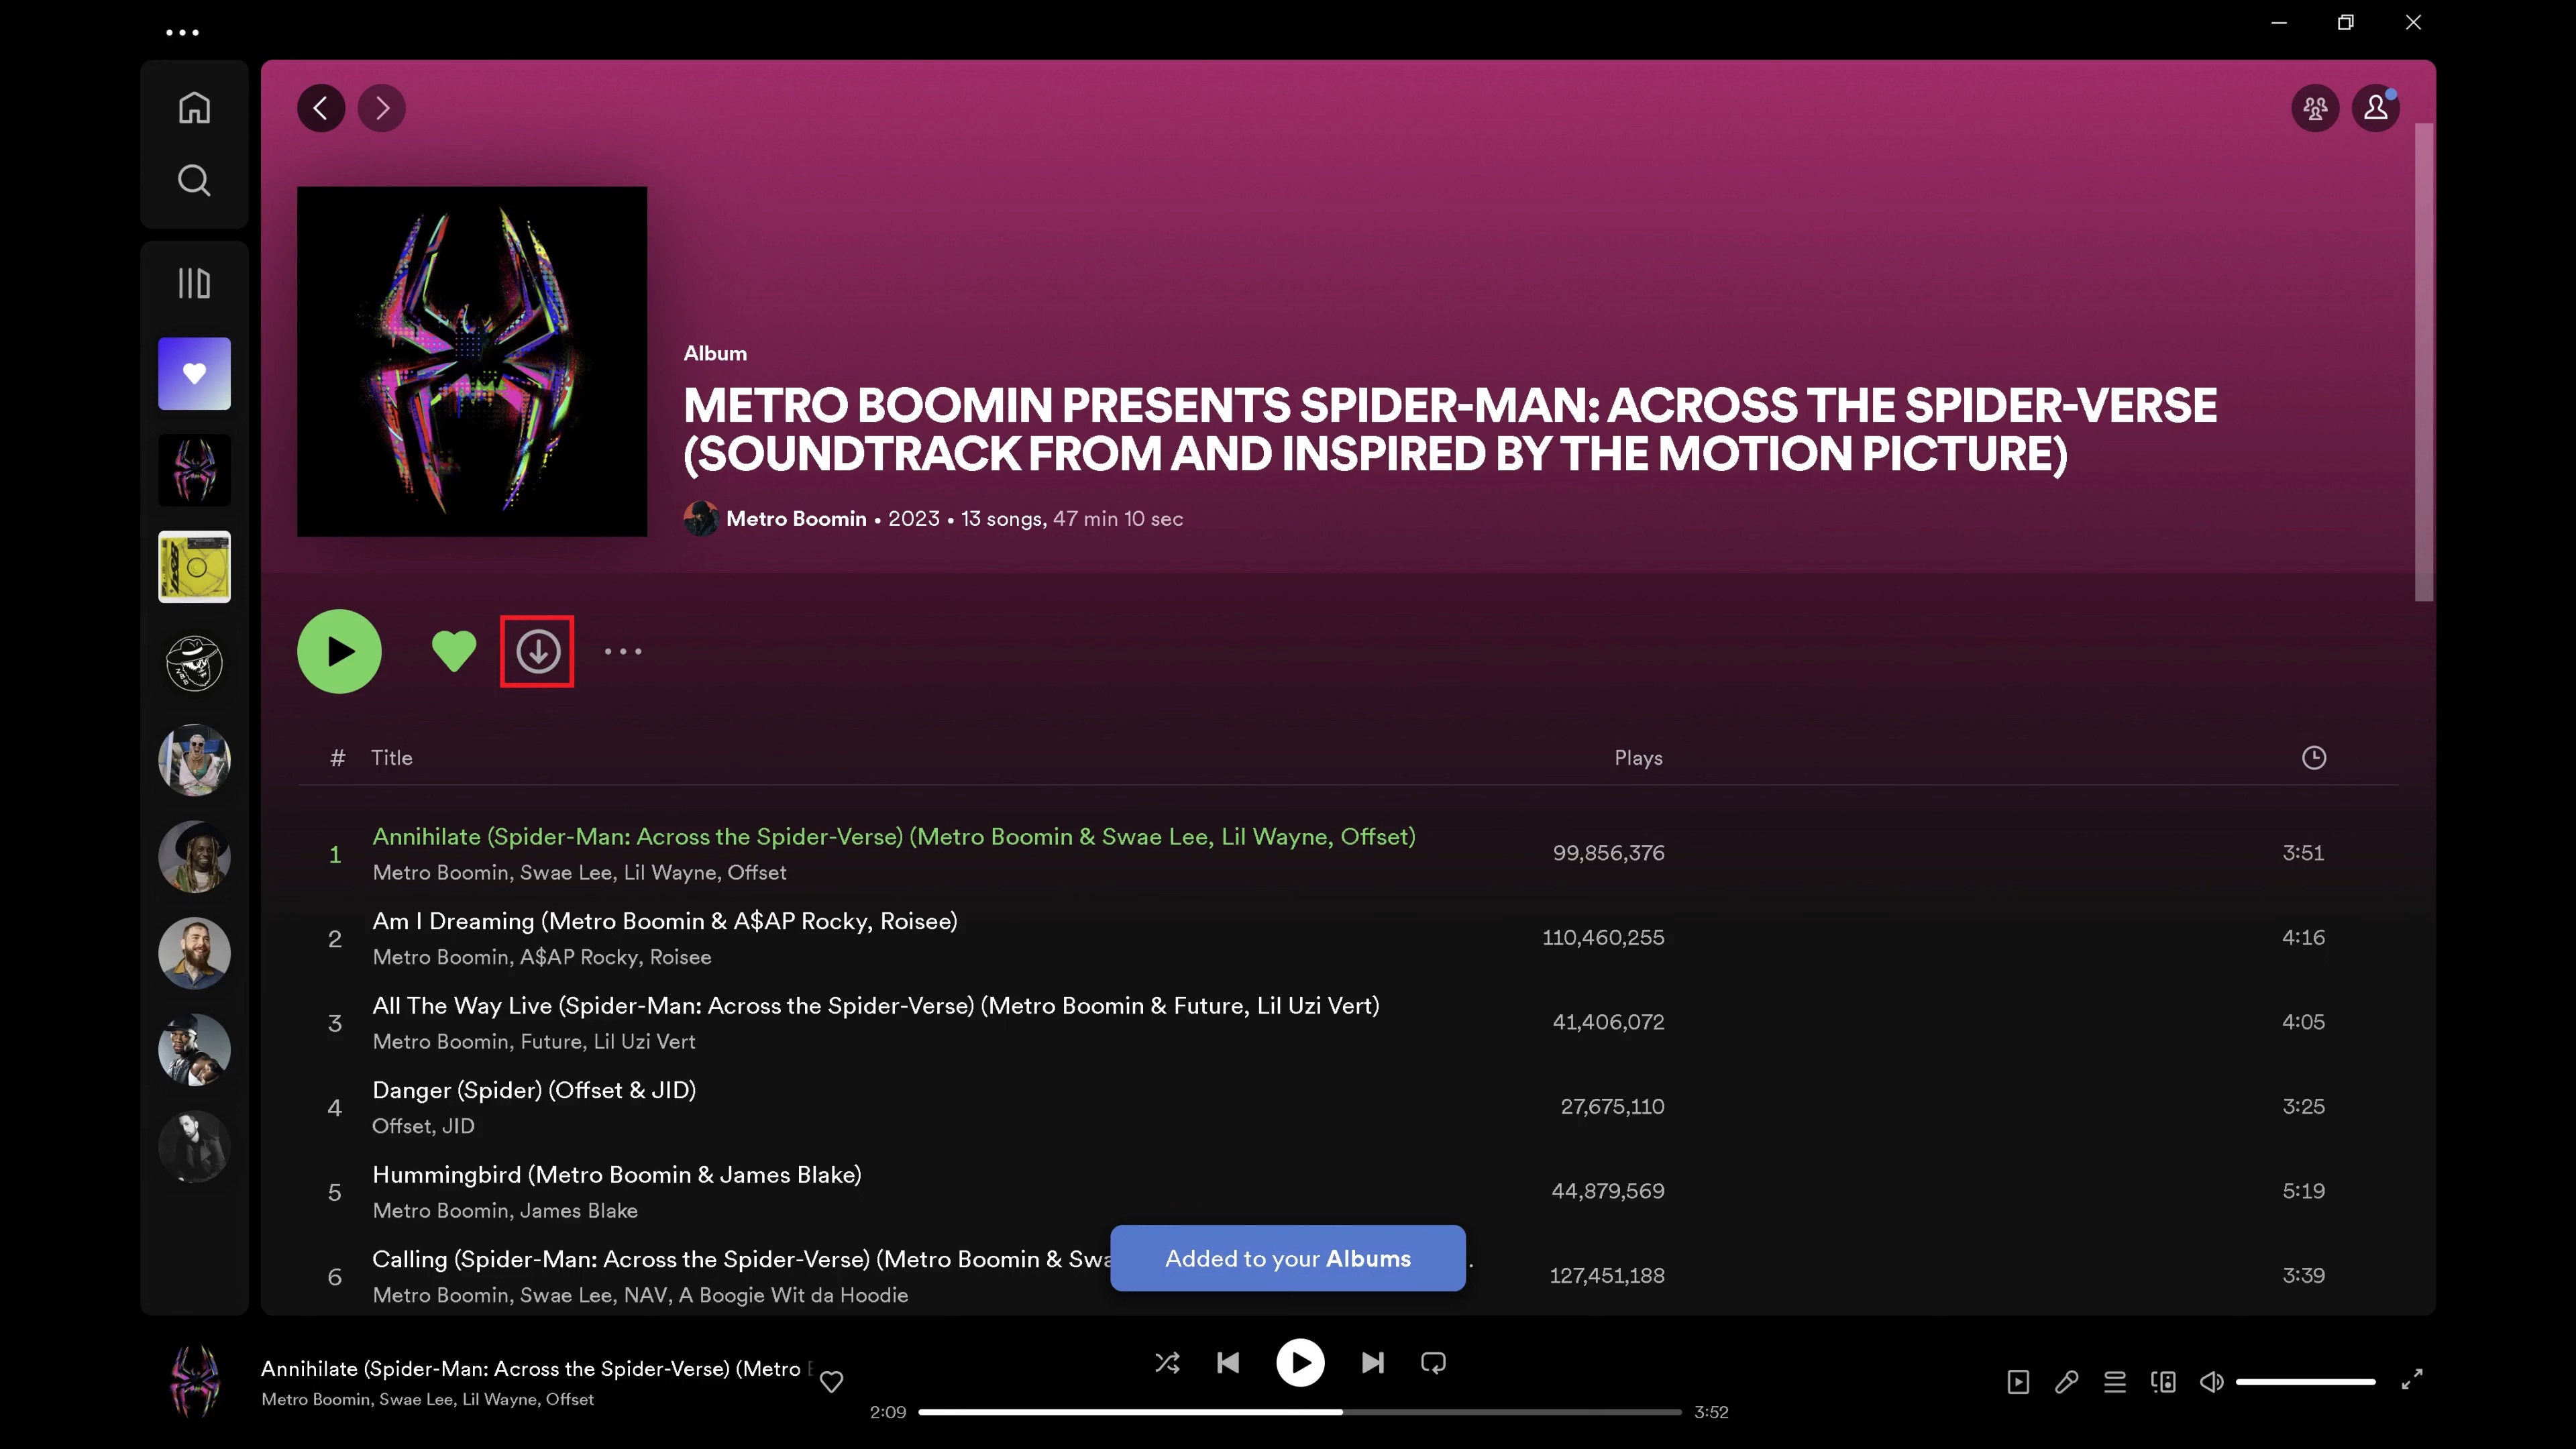 Album
METRO BOOMIN PRESENTS SPIDER-MAN: ACROSS THE SPIDER-VERSE
(SOUNDTRACK FROM AND INSPIRED BY THE MOTION PICTURE)
Metro Boomin • 2023 • 13 songs, 47 min 10 sec
# Title Plays
1 Annihilate (Spider-Man: Across the Spider-Verse) (Metro Boomin & Swae Lee, Lil Wayne, Offset) 99,856,376 3:51
Metro Boomin, Swae Lee, Lil Wayne, Offset
2 Am I Dreaming (Metro Boomin & A$AP Rocky, Roisee) 110,460,255 4:16
Metro Boomin, A$AP Rocky, Roisee
3 All The Way Live (Spider-Man: Across the Spider-Verse) (Metro Boomin & Future, Lil Uzi Vert) 41,406,072 4:05
Metro Boomin, Future, Lil Uzi Vert
4 Danger (Spider) (Offset & JID) 27,675,110 3:25
Offset, JID
5 Hummingbird (Metro Boomin & James Blake) 44,879,569 5:19
Metro Boomin, James Blake
6 Calling (Spider-Man: Across the Spider-Verse) (Metro Boomin & 127,451,188 3:39
Metro Boomin, Swae Lee, NAV, A Boogie Wit da Hoodie
Added to your Albums
Annihilate (Spider-Man: Across the Spider-Verse) (Metro
Metro Boomin, Swae Lee, Lil Wayne, Offset
2:09 3:52